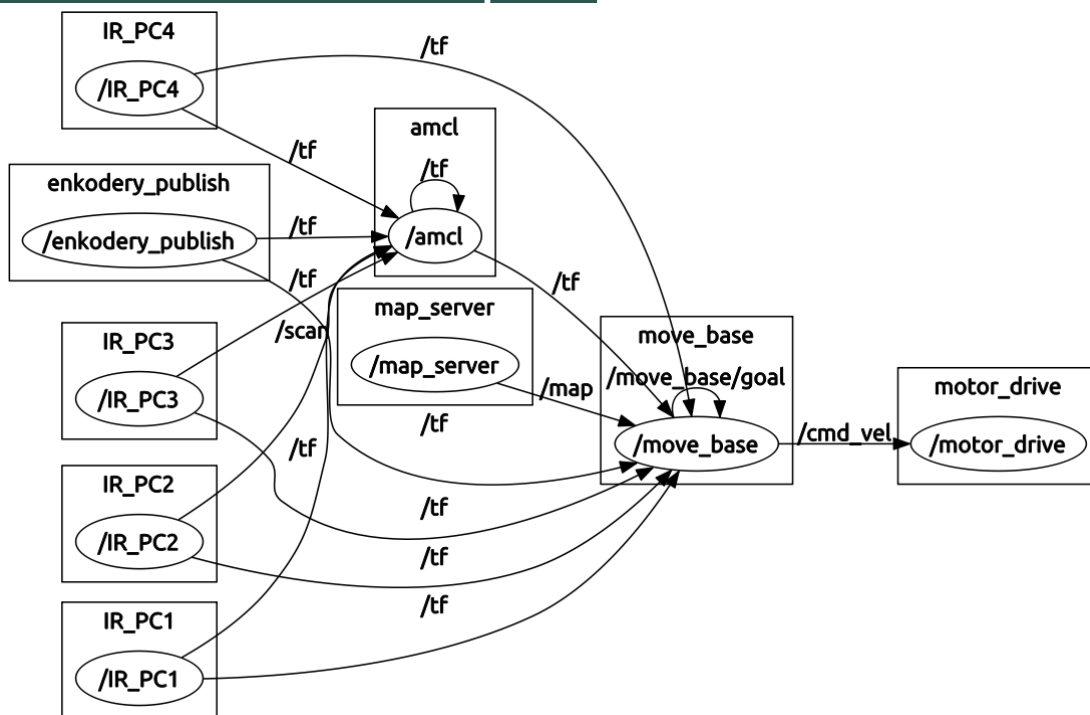 IR_PC4
/IR_PC4
/tf
/tf
amcl
/tf
/amcl
enkodery_publish
/enkodery_publish
/tf
/tf
/tf
/scan
map_server
/map_server
/map
move_base
/move_base/goal
/move_base
/cmd_vel
motor_drive
/motor_drive
IR_PC3
/IR_PC3
/tf
/tf
/tf
IR_PC2
/IR_PC2
/tf
IR_PC1
/IR_PC1
/tf